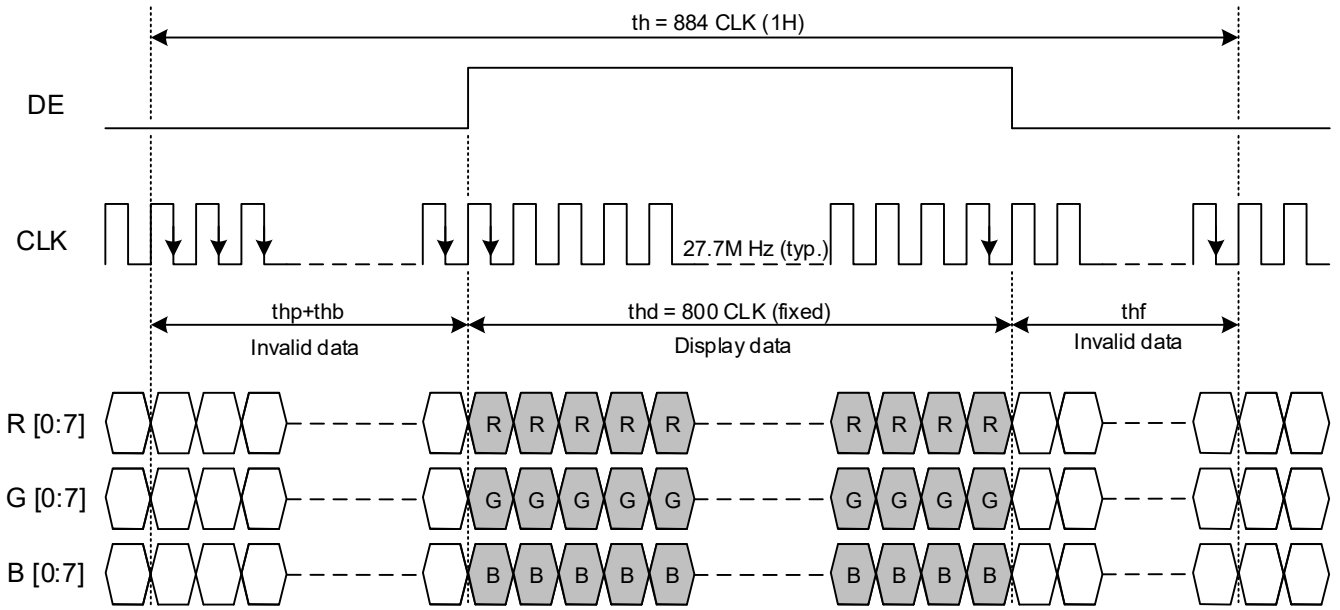 th = 884 CLK (1H)
DE
CLK
27.7M Hz (typ.)
thp+thb
thd = 800 CLK (fixed)
thf
Invalid data
Display data
Invalid data
R [0:7]
R R R R R R R R R
G [0:7]
G G G G G G G G G
B [0:7]
B B B B B B B B B